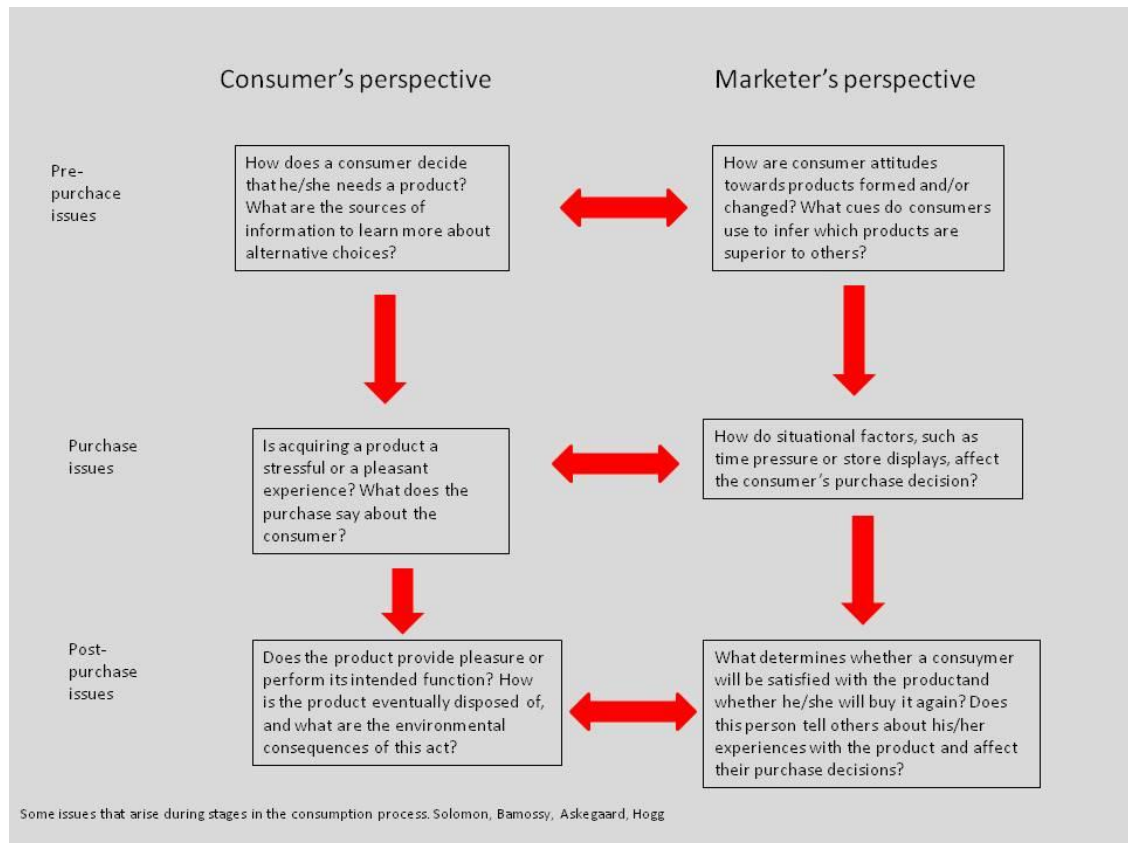 Consumer's perspective
Marketer's perspective
Pre-
purchace
issues
How does a consumer decide
that he/she needs a product?
What are the sources of
information to learn more about
alternative choices?
How are consumer attitudes
towards products formed and/or
changed? What cues do consumers
use to infer which products are
superior to others?
Purchase
issues
Is acquiring a product a
stressful or a pleasant
experience? What does the
purchase say about the
consumer?
How do situational factors, such as
time pressure or store displays, affect
the consumer's purchase decision?
Post-
purchase
issues
Does the product provide pleasure or
perform its intended function? How
is the product eventually disposed of,
and what are the environmental
consequences of this act?
What determines whether a consuymer
will be satisfied with the productand
whether he/she will buy it again? Does
this person tell others about his/her
experiences with the product and affect
their purchase decisions?
Some issues that arise during stages in the consumption process. Solomon, Bamossy, Askegaard, Hogg